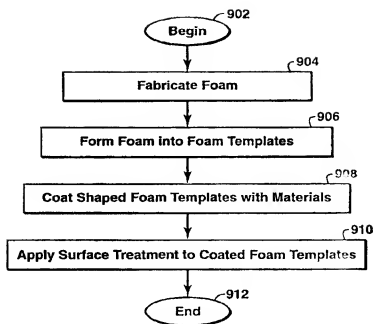 902
Begin
904
Fabricate Foam
906
Form Foam into Foam Templates
908
Coat Shaped Foam Templates with Materials
910
Apply Surface Treatment to Coated Foam Templates
912
End